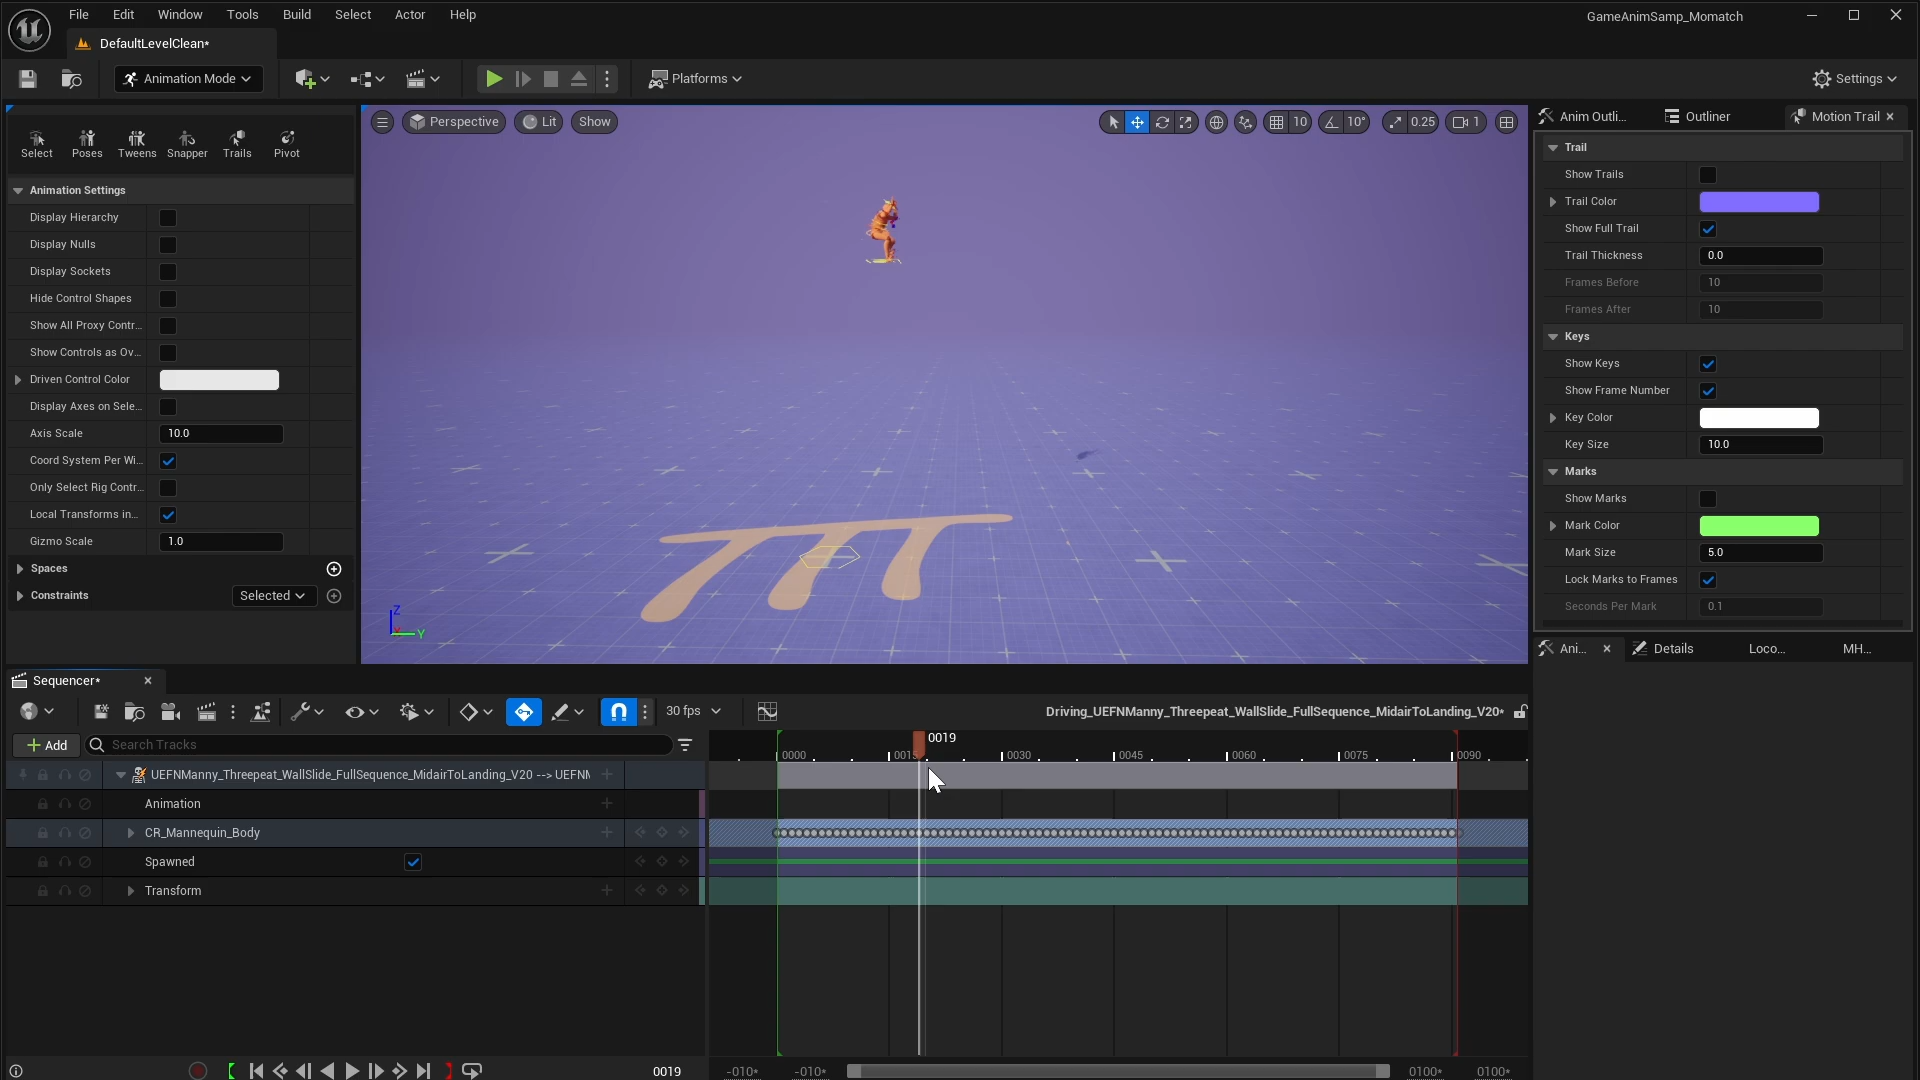 File Edit Window Tools Build Select Actor Help
GameAnimSamp_Momatch
DefaultLevelClean*
Animation Mode
Platforms
Settings
Select Poses Tweens Snapper Trails Pivot
Animation Settings
Display Hierarchy
Display Nulls
Display Sockets
Hide Control Shapes
Show All Proxy Contr...
Show Controls as Ov...
Driven Control Color
Display Axes on Sele...
Axis Scale 10.0
Coord System Per Wi...
Only Select Rig Contr...
Local Transforms in...
Gizmo Scale 1.0
Spaces
Constraints Selected
Perspective Lit Show
10 10° 0.25 1
Z
X Y
Anim Outli... Outliner Motion Trail
Trail
Show Trails
Trail Color
Show Full Trail
Trail Thickness 0.0
Frames Before 10
Frames After 10
Keys
Show Keys
Show Frame Number
Key Color
Key Size 10.0
Marks
Show Marks
Mark Color
Mark Size 5.0
Lock Marks to Frames
Seconds Per Mark 0.1
Ani... Details Loco... MH...
Sequencer*
30 fps
Driving_UEFNManny_Threepeat_WallSlide_FullSequence_MidairToLanding_V20*
+ Add Search Tracks
0019
0000 0015 0030 0045 0060 0075 0090
UEFNManny_Threepeat_WallSlide_FullSequence_MidairToLanding_V20 --> UEFN
Animation
CR_Mannequin_Body
Spawned
Transform
0019
-010* -010* 0100* 0100*